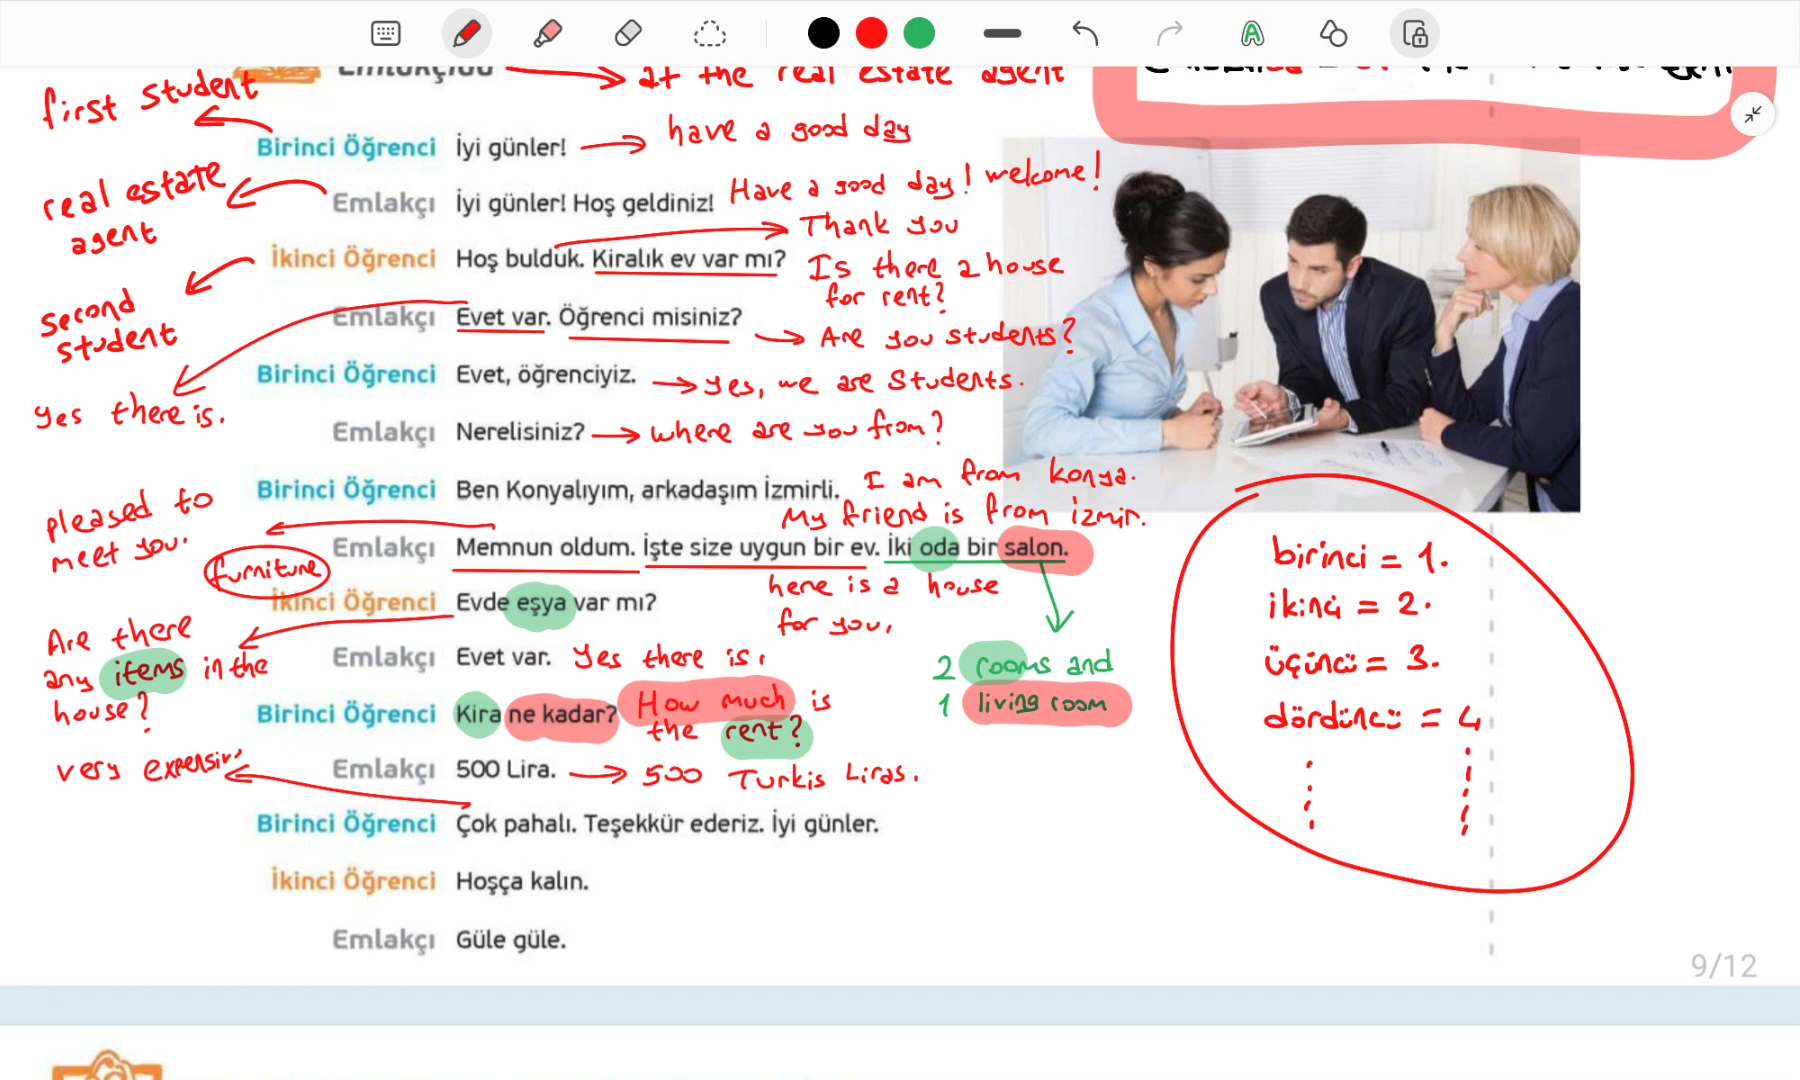 at the real estate agent
first student
Birinci Öğrenci İyi günler! have a good day
real estate agent
Emlakçı İyi günler! Hoş geldiniz! Have a good day! welcome!
Thank you
İkinci Öğrenci Hoş bulduk. Kiralık ev var mı? Is there a house for rent?
second student
Emlakçı Evet var. Öğrenci misiniz? Are you students?
Birinci Öğrenci Evet, öğrenciyiz. yes, we are students.
yes there is.
Emlakçı Nerelisiniz? where are you from?
Birinci Öğrenci Ben Konyalıyım, arkadaşım İzmirli. I am from Konya.
My friend is from izmir.
pleased to meet you.
Emlakçı Memnun oldum. İşte size uygun bir ev. İki oda bir salon.
furniture
here is a house for you.
İkinci Öğrenci Evde eşya var mı?
Are there any items in the house?
Emlakçı Evet var. Yes there is.
2 rooms and
1 living room
Birinci Öğrenci Kira ne kadar? How much is the rent?
very
Emlakçı 500 Lira. 500 Turkis Liras.
Birinci Öğrenci Çok pahalı. Teşekkür ederiz. İyi günler.
İkinci Öğrenci Hoşça kalın.
Emlakçı Güle güle.
birinci = 1.
ikinci = 2.
üçüncü = 3.
dördüncü = 4
9/12